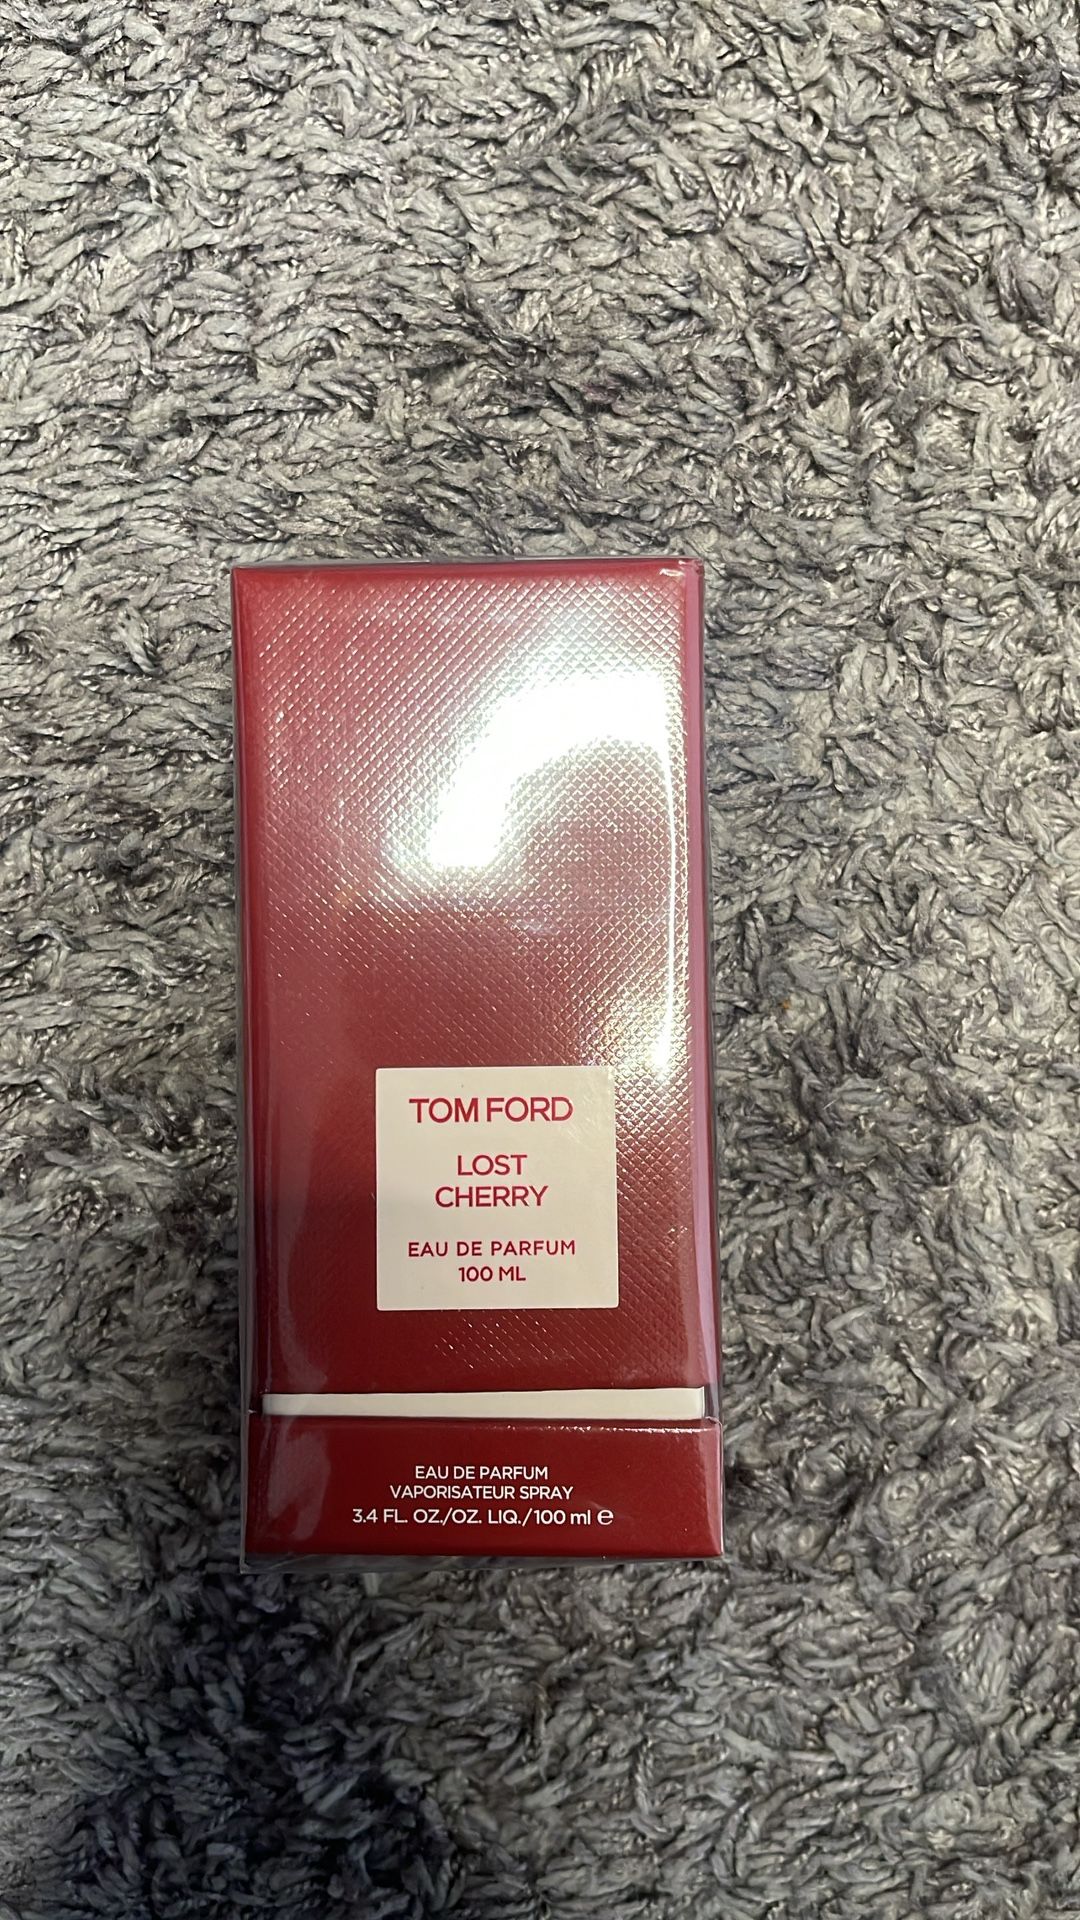 TOM FORD
LOST
CHERRY
EAU DE PARFUM
100 ML
EAU DE PARFUM
VAPORISATEUR SPRAY
3.4 FL. OZ./OZ. LIQ./100 ml ℮